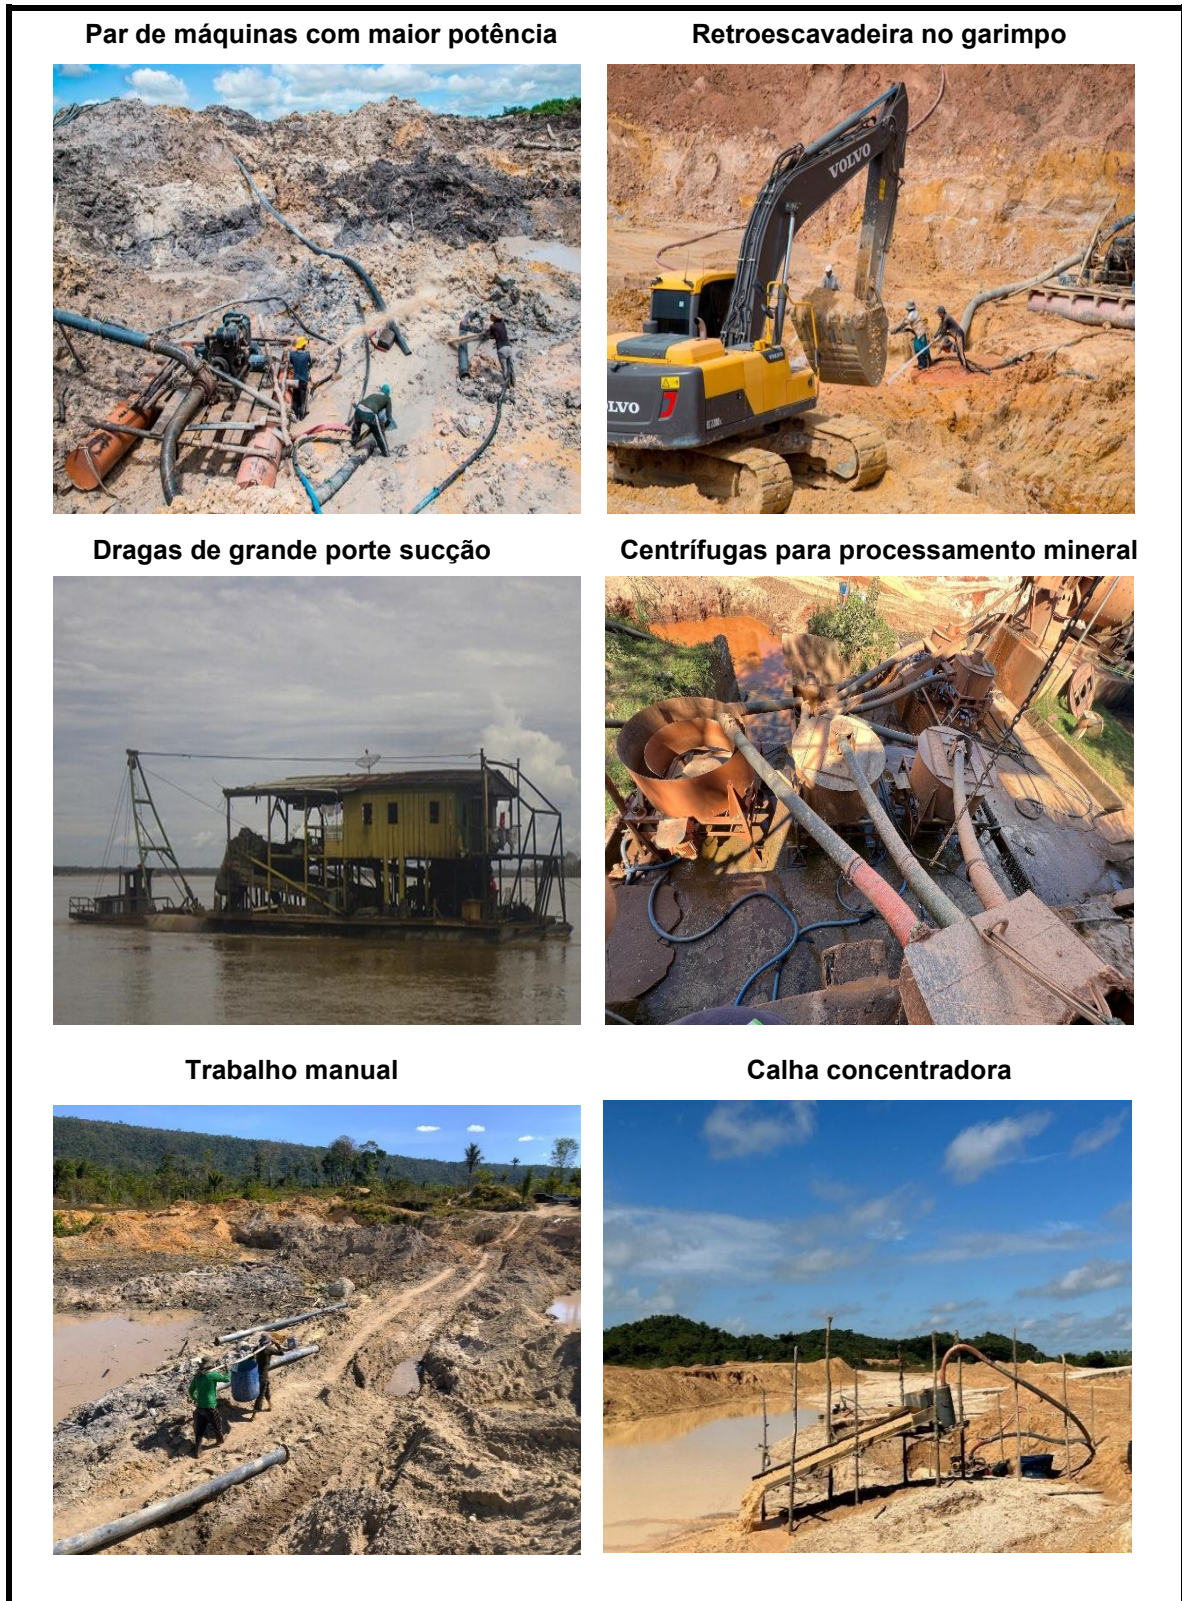 Par de máquinas com maior potência
Retroescavadeira no garimpo
VOLVO
OLVO
Dragas de grande porte sucção
Centrífugas para processamento mineral
Trabalho manual
Calha concentradora